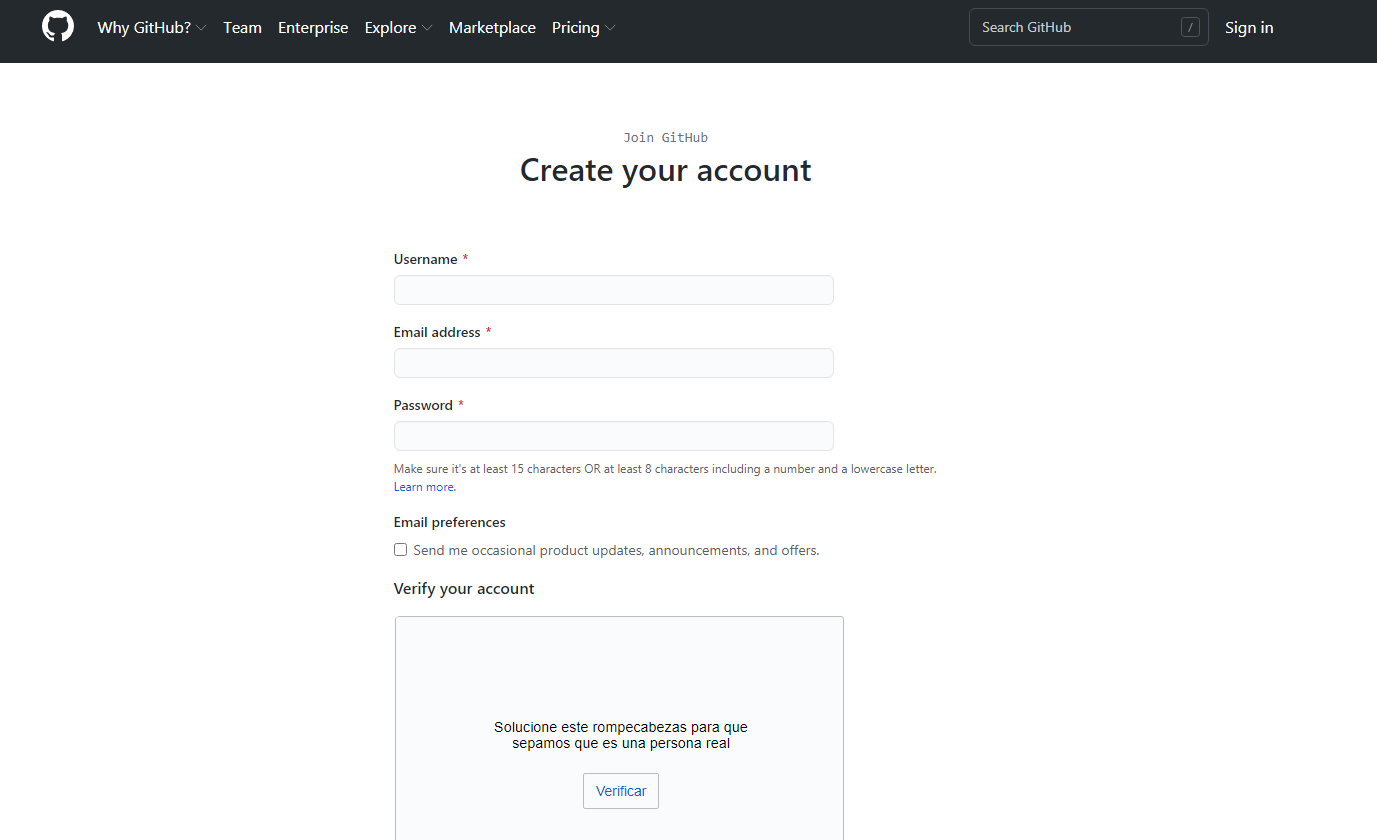 Why GitHub? Team Enterprise Explore Marketplace Pricing Search GitHub / Sign in
Join GitHub
Create your account
Username *
Email address *
Password *
Make sure it's at least 15 characters OR at least 8 characters including a number and a lowercase letter.
Learn more.
Email preferences
Send me occasional product updates, announcements, and offers.
Verify your account
Solucione este rompecabezas para que
sepamos que es una persona real
Verificar